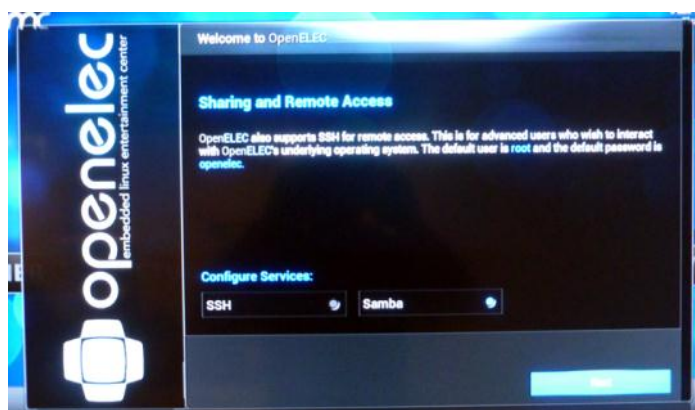 openelec
embedded linux entertainment center
Welcome to OpenELEC
Sharing and Remote Access
OpenELEC also supports SSH for remote access. This is for advanced users who wish to interact
with OpenELEC's underlying operating system. The default user is root and the default password is
openelec.
Configure Services:
SSH
Samba